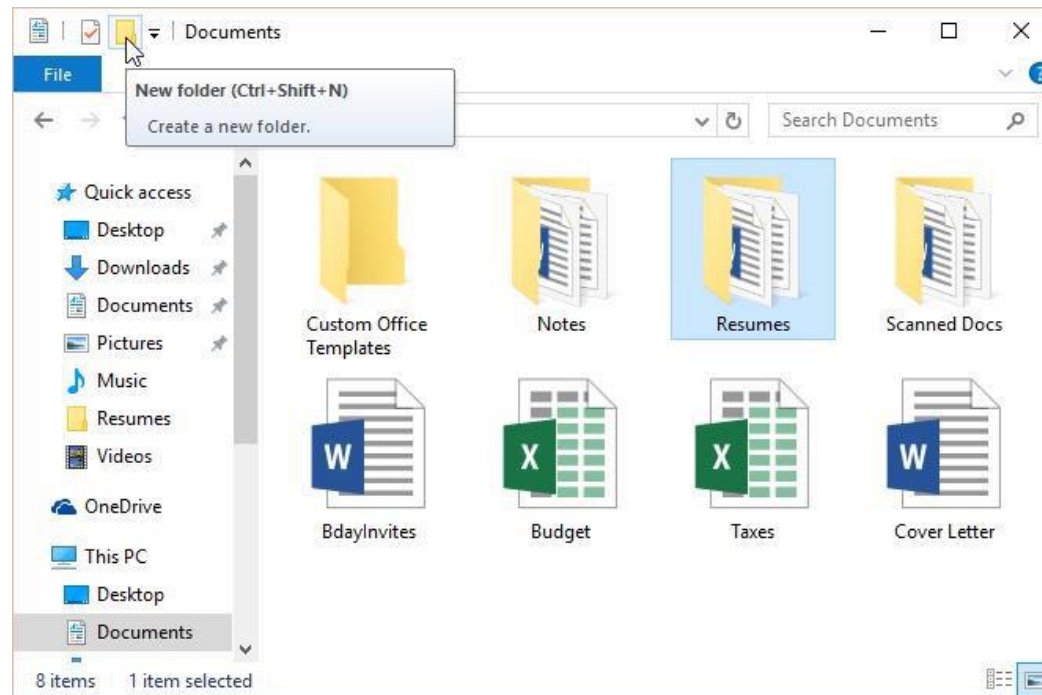 Documents
File
New folder (Ctrl+Shift+N)
Create a new folder.
Search Documents
Quick access
Desktop
Downloads
Documents
Pictures
Music
Resumes
Videos
OneDrive
This PC
Desktop
Documents
Custom Office
Templates
Notes
Resumes
Scanned Docs
W
X
X
W
BdayInvites
Budget
Taxes
Cover Letter
8 items
1 item selected